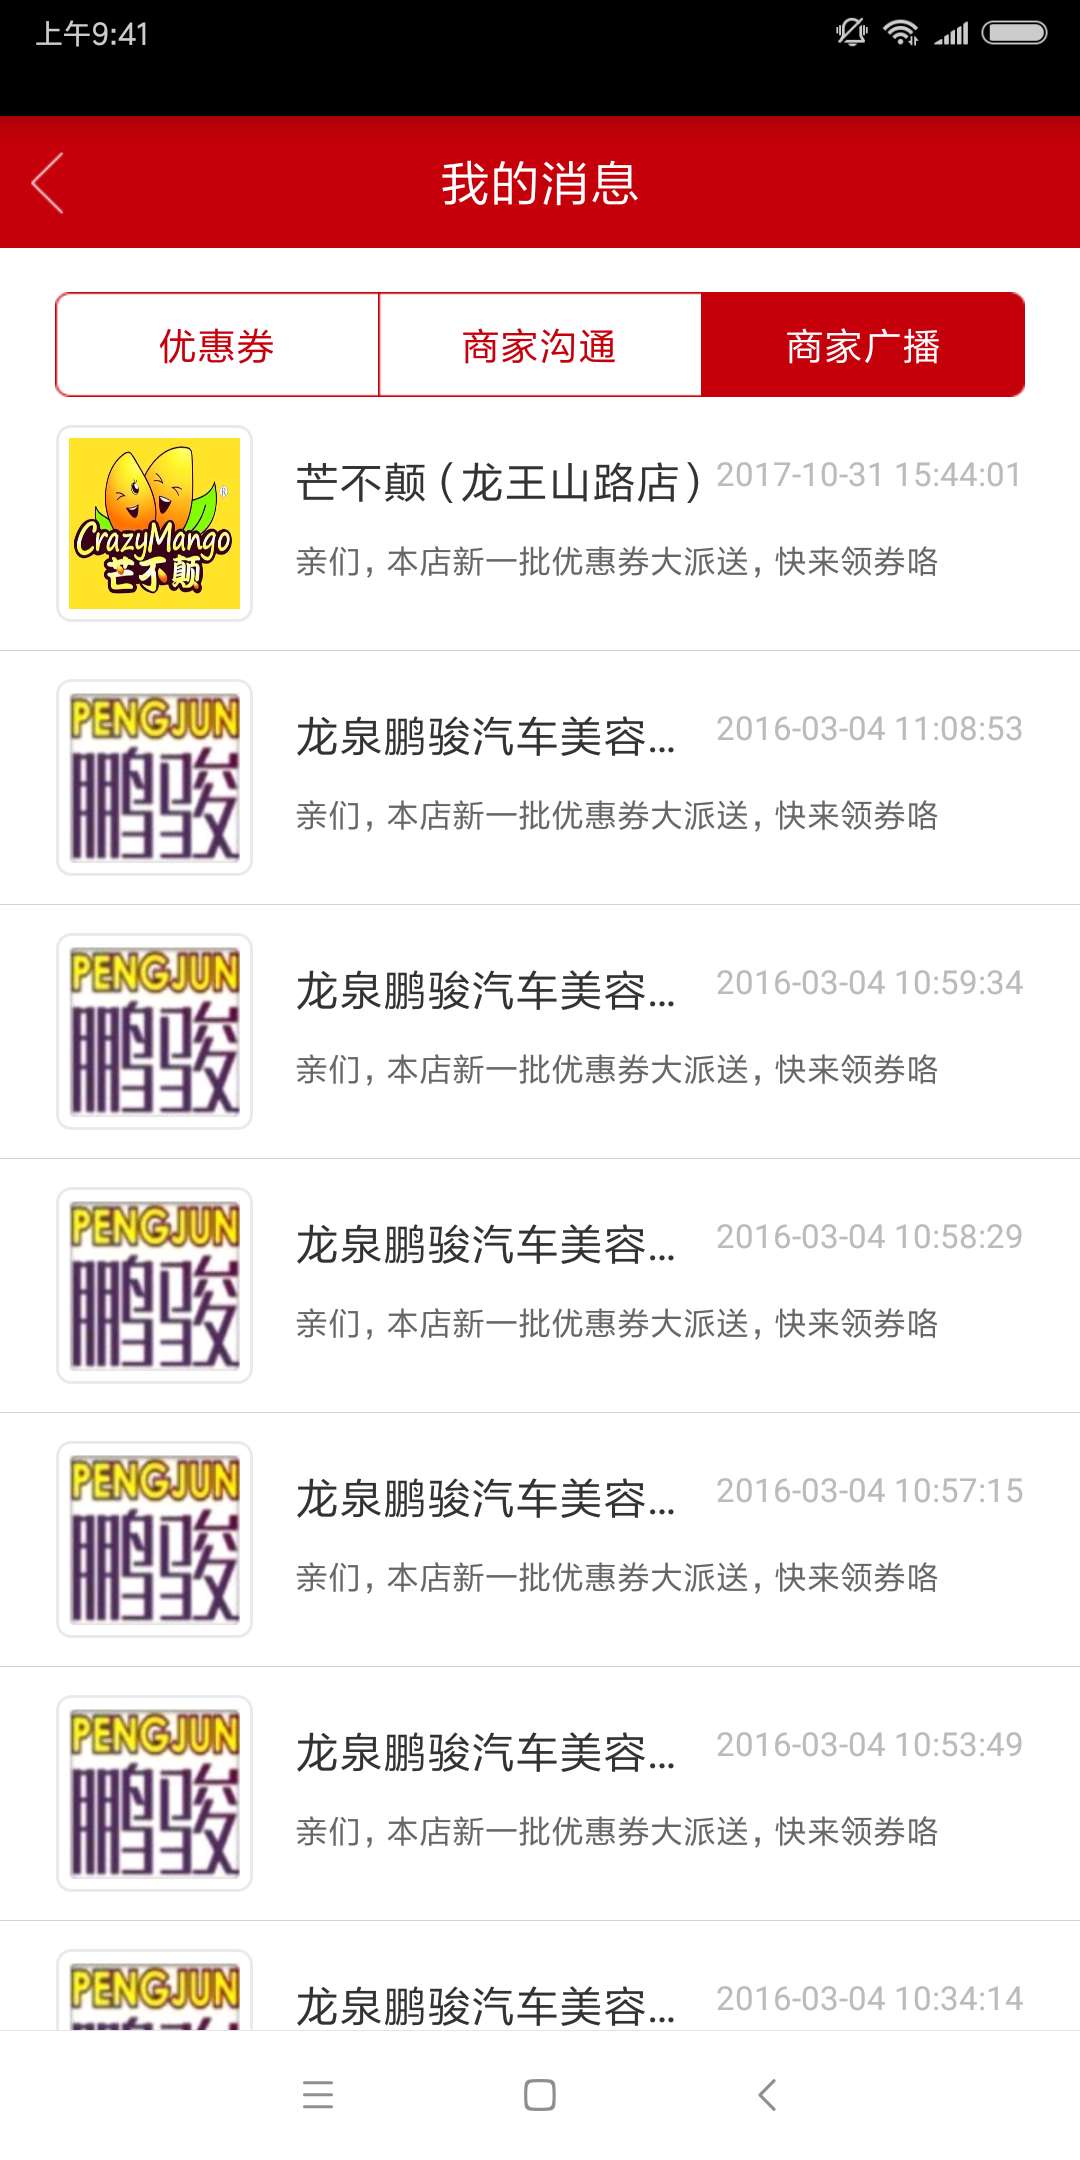 上午9:41
我的消息
优惠券
商家沟通
商家广播
CrazyMango
芒不颠
芒不颠（龙王山路店）
2017-10-31 15:44:01
亲们，本店新一批优惠券大派送，快来领券咯
PENGJUN
鹏骏
龙泉鹏骏汽车美容...
2016-03-04 11:08:53
亲们，本店新一批优惠券大派送，快来领券咯
PENGJUN
鹏骏
龙泉鹏骏汽车美容...
2016-03-04 10:59:34
亲们，本店新一批优惠券大派送，快来领券咯
PENGJUN
鹏骏
龙泉鹏骏汽车美容...
2016-03-04 10:58:29
亲们，本店新一批优惠券大派送，快来领券咯
PENGJUN
鹏骏
龙泉鹏骏汽车美容...
2016-03-04 10:57:15
亲们，本店新一批优惠券大派送，快来领券咯
PENGJUN
鹏骏
龙泉鹏骏汽车美容...
2016-03-04 10:53:49
亲们，本店新一批优惠券大派送，快来领券咯
PENGJUN
龙泉鹏骏汽车美容...
2016-03-04 10:34:14